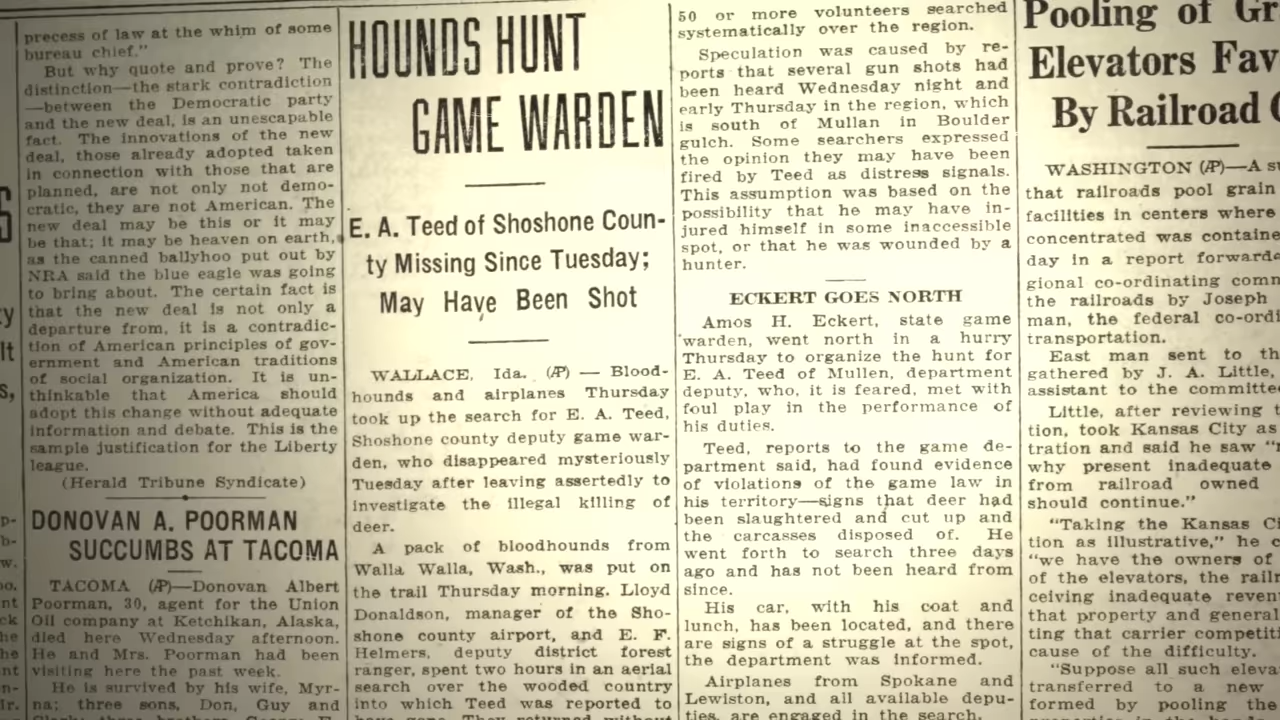 precess of law at the whim of some
bureau chief."
But why quote and prove? The
distinction—the stark contradiction
—between the Democratic party
and the new deal, is an unescapable
fact. The innovations of the new
deal, those already adopted taken
in connection with those that are
planned, are not only not demo-
cratic, they are not American. The
new deal may be this or it may
be that; it may be heaven on earth,
as the canned ballyhoo put out by
NRA said the blue eagle was going
to bring about. The certain fact is
that the new deal is not only a
departure from, it is a contradic-
tion of American principles of gov-
ernment and American traditions
of social organization. It is un-
thinkable that America should
adopt this change without adequate
information and debate. This is the
sample justification for the Liberty
league.
(Herald Tribune Syndicate)
DONOVAN A. POORMAN
SUCCUMBS AT TACOMA
TACOMA (AP)—Donovan Albert
Poorman, 30, agent for the Union
Oil company at Ketchikan, Alaska,
died here Wednesday afternoon.
He and Mrs. Poorman had been
visiting here the past week.
He is survived by his wife, Myr-
na; three sons, Don, Guy and
HOUNDS HUNT
GAME WARDEN
E. A. Teed of Shoshone Coun-
ty Missing Since Tuesday;
May Have Been Shot
WALLACE, Ida. (AP) — Blood-
hounds and airplanes Thursday
took up the search for E. A. Teed,
Shoshone county deputy game war-
den, who disappeared mysteriously
Tuesday after leaving assertedly to
investigate the illegal killing of
deer.
A pack of bloodhounds from
Walla Walla, Wash., was put on
the trail Thursday morning. Lloyd
Donaldson, manager of the Sho-
shone county airport, and E. F.
Helmers, deputy district forest
ranger, spent two hours in an aerial
search over the wooded country
into which Teed was reported to
have gone. They returned without
50 or more volunteers searched
systematically over the region.
Speculation was caused by re-
ports that several gun shots had
been heard Wednesday night and
early Thursday in the region, which
is south of Mullan in Boulder
gulch. Some searchers expressed
the opinion they may have been
fired by Teed as distress signals.
This assumption was based on the
possibility that he may have in-
jured himself in some inaccessible
spot, or that he was wounded by a
hunter.
ECKERT GOES NORTH
Amos H. Eckert, state game
warden, went north in a hurry
Thursday to organize the hunt for
E. A. Teed of Mullen, department
deputy, who, it is feared, met with
foul play in the performance of
his duties.
Teed, reports to the game de-
partment said, had found evidence
of violations of the game law in
his territory—signs that deer had
been slaughtered and cut up and
the carcasses disposed of. He
went forth to search three days
ago and has not been heard from
since.
His car, with his coat and
lunch, has been located, and there
are signs of a struggle at the spot,
the department was informed.
Airplanes from Spokane and
Lewiston, and all available depu-
ties, are engaged in the search.
Pooling of Gr
Elevators Fav
By Railroad
WASHINGTON (AP)—A su
that railroads pool grain
facilities in centers where
concentrated was containe
day in a report forwarde
gional co-ordinating comm
the railroads by Joseph
man, the federal co-ordi
transportation.
East man sent to th
gathered by J. A. Little,
assistant to the committee
Little, after reviewing t
tion, took Kansas City as
tration and said he saw "n
why present inadequate
from railroad owned
should continue."
"Taking the Kansas Ci
tion as illustrative," he c
"we have the owners of
of the elevators, the railr
ceiving inadequate reven
that property and general
ting that carrier competiti
cause of the difficulty.
"Suppose all such eleva
transferred to a new
formed by pooling the